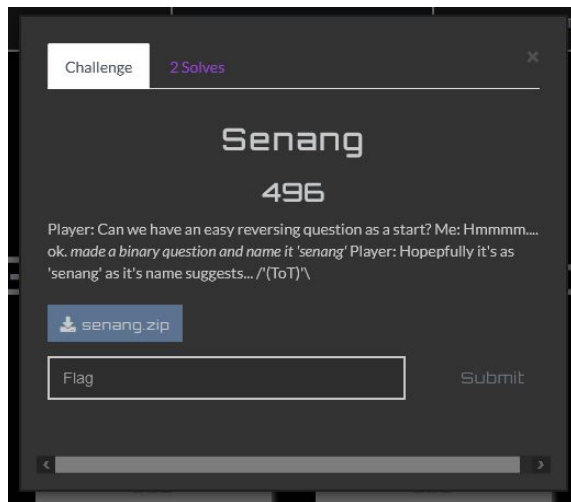 Challenge
2 Solves
×
Senang
496
Player: Can we have an easy reversing question as a start? Me: Hmmmm....
ok. made a binary question and name it 'senang' Player: Hopepfully it's as
'senang' as it's name suggests... /'(ToT)'\
senang.zip
Flag
Submit